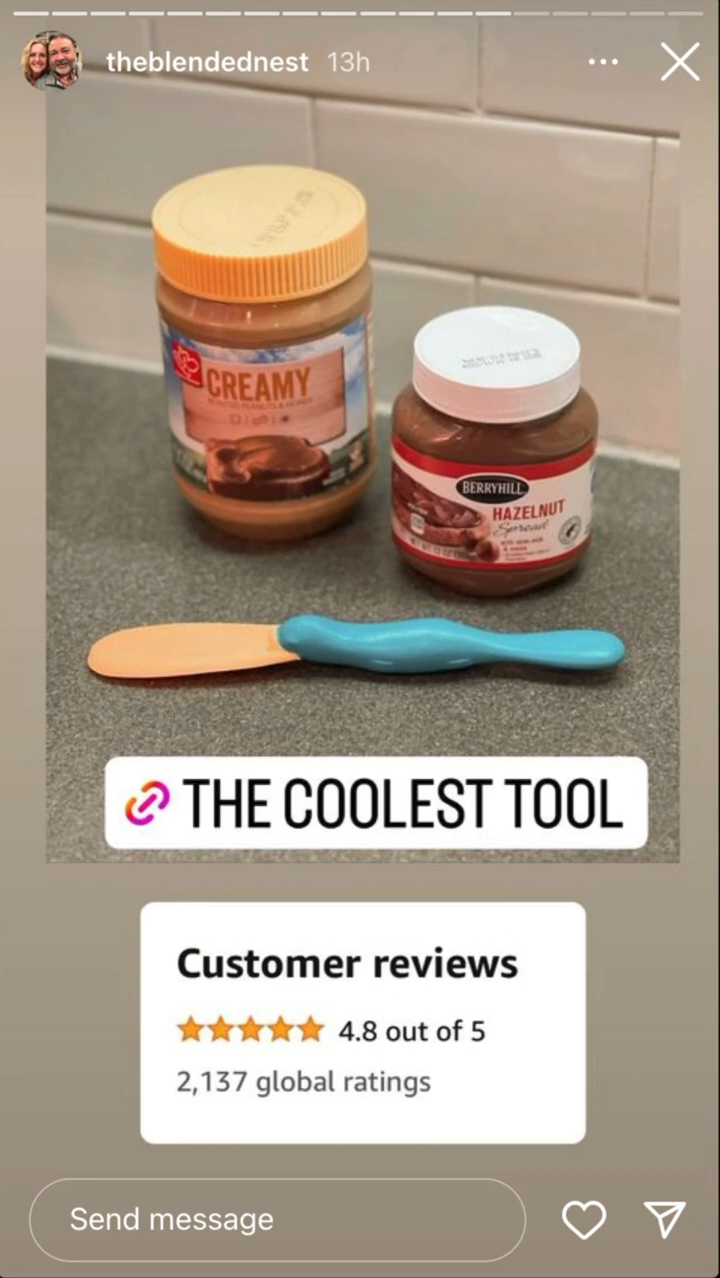 theblendednest 13h
CREAMY
BERRYHILL
HAZELNUT
Spread
THE COOLEST TOOL
Customer reviews
4.8 out of 5
2,137 global ratings
Send message